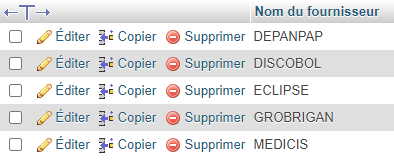 Nom du fournisseur
Éditer Copier Supprimer DEPANPAP
Éditer Copier Supprimer DISCOBOL
Éditer Copier Supprimer ECLIPSE
Éditer Copier Supprimer GROBRIGAN
Éditer Copier Supprimer MEDICIS